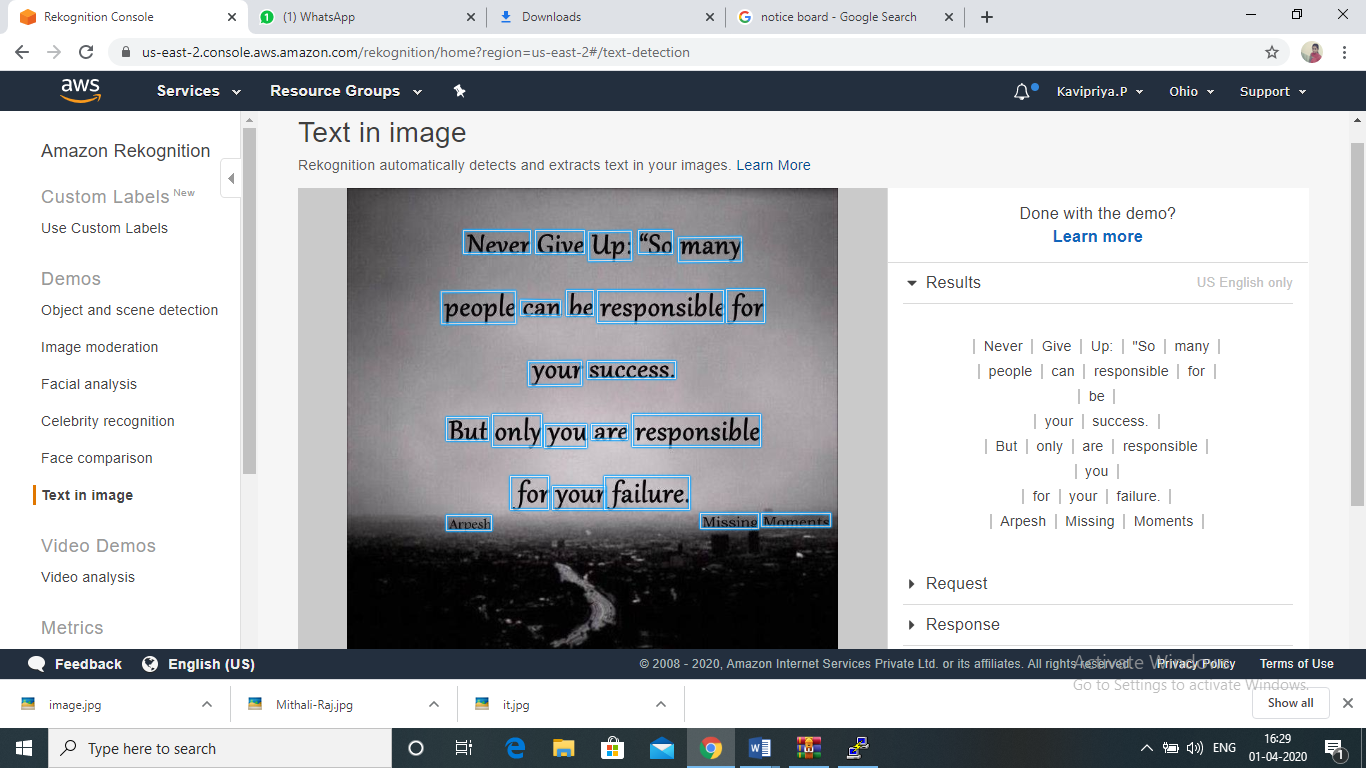 Rekognition Console
(1) WhatsApp
Downloads
notice board - Google Search
us-east-2.console.aws.amazon.com/rekognition/home?region=us-east-2#/text-detection
aws
Services
Resource Groups
Kavipriya.P
Ohio
Support
Amazon Rekognition
Custom Labels New
Use Custom Labels
Demos
Object and scene detection
Image moderation
Facial analysis
Celebrity recognition
Face comparison
Text in image
Video Demos
Video analysis
Metrics
Text in image
Rekognition automatically detects and extracts text in your images. Learn More
Never Give Up: “So many
people can be responsible for
your success.
But only you are responsible
for your failure.
Arpesh Missing Moments
Done with the demo?
Learn more
Results US English only
| Never | Give | Up: | "So | many |
| people | can | responsible | for |
| be |
| your | success. |
| But | only | are | responsible |
| you |
| for | your | failure. |
| Arpesh | Missing | Moments |
Request
Response
Feedback
English (US)
© 2008 - 2020, Amazon Internet Services Private Ltd. or its affiliates. All rights reserved.
Privacy Policy
Terms of Use
Activate Windows
Go to Settings to activate Windows.
image.jpg
Mithali-Raj.jpg
it.jpg
Show all
Type here to search
ENG
16:29
01-04-2020
1